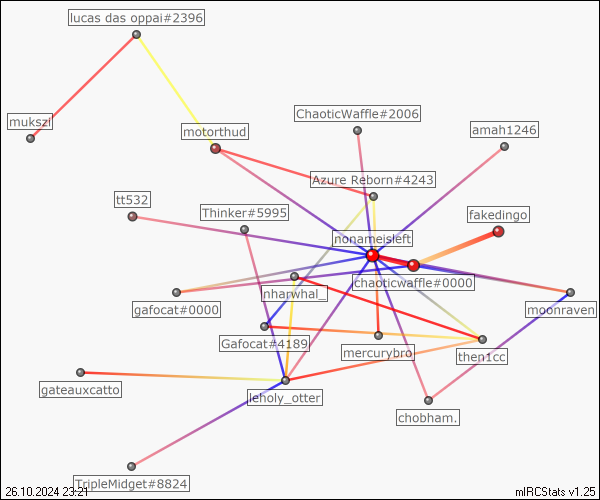 lucas das oppai#2396
mukszi
motorthud
ChaoticWaffle#2006
amah1246
Azure Reborn#4243
tt532
Thinker#5995
fakedingo
nonameisleft
nharwhal_
chaoticwaffle#0000
gafocat#0000
moonraven
Gafocat#4189
mercurybro
then1cc
gateauxcatto
leholy_otter
chobham.
TripleMidget#8824
26.10.2024 23:21
mIRCStats v1.25